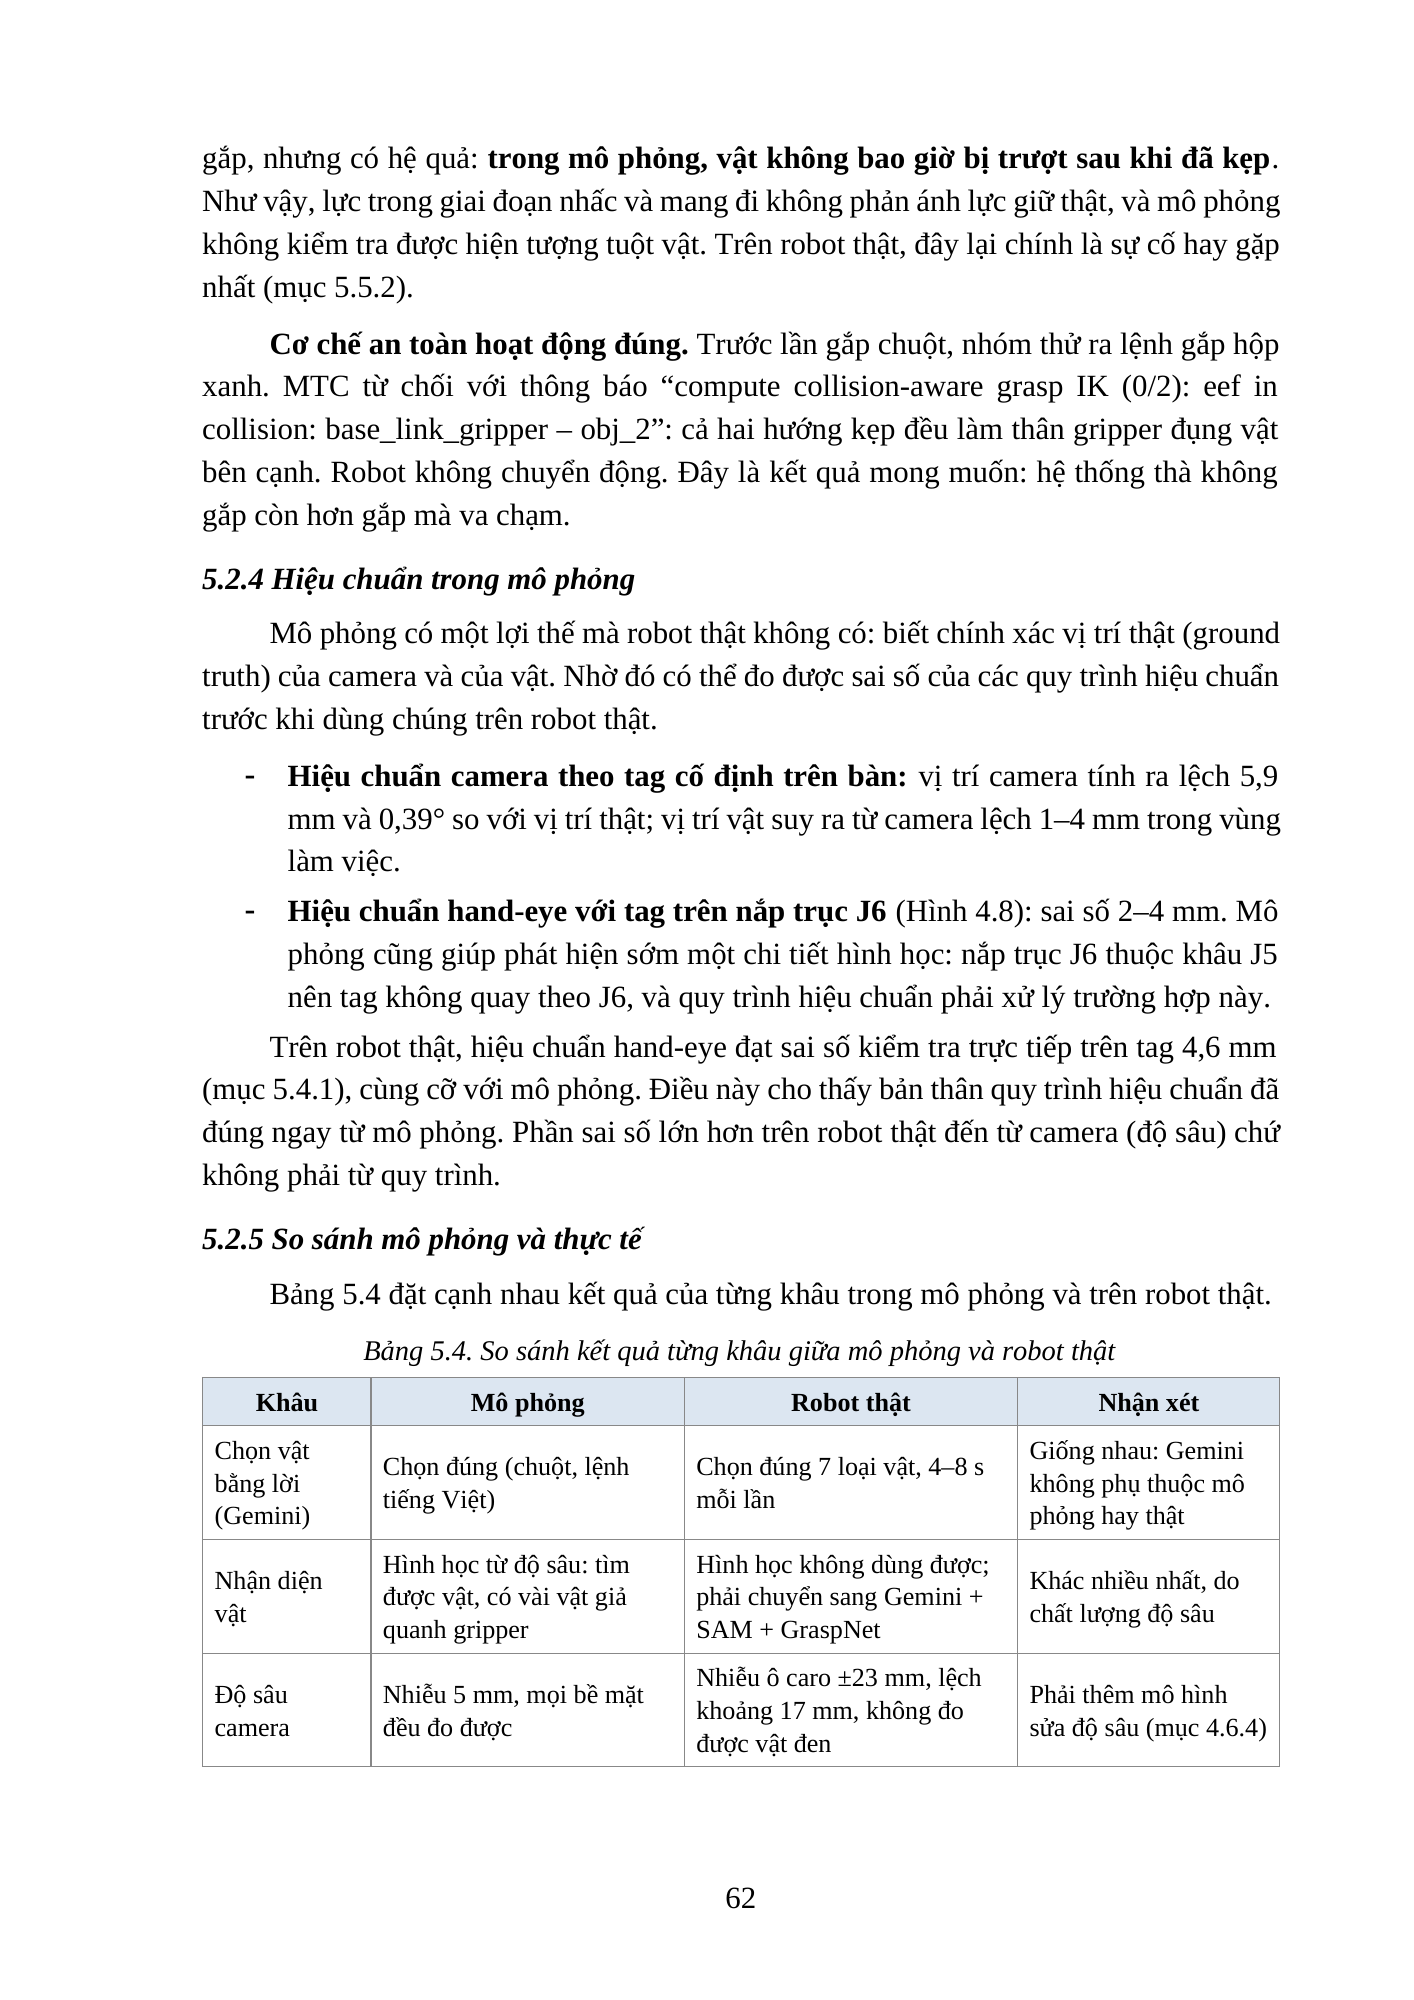 gắp, nhưng có hệ quả: trong mô phỏng, vật không bao giờ bị trượt sau khi đã kẹp.
Như vậy, lực trong giai đoạn nhấc và mang đi không phản ánh lực giữ thật, và mô phỏng
không kiểm tra được hiện tượng tuột vật. Trên robot thật, đây lại chính là sự cố hay gặp
nhất (mục 5.5.2).
Cơ chế an toàn hoạt động đúng. Trước lần gắp chuột, nhóm thử ra lệnh gắp hộp
xanh. MTC từ chối với thông báo “compute collision-aware grasp IK (0/2): eef in
collision: base_link_gripper – obj_2”: cả hai hướng kẹp đều làm thân gripper đụng vật
bên cạnh. Robot không chuyển động. Đây là kết quả mong muốn: hệ thống thà không
gắp còn hơn gắp mà va chạm.
5.2.4 Hiệu chuẩn trong mô phỏng
Mô phỏng có một lợi thế mà robot thật không có: biết chính xác vị trí thật (ground
truth) của camera và của vật. Nhờ đó có thể đo được sai số của các quy trình hiệu chuẩn
trước khi dùng chúng trên robot thật.
- Hiệu chuẩn camera theo tag cố định trên bàn: vị trí camera tính ra lệch 5,9
mm và 0,39° so với vị trí thật; vị trí vật suy ra từ camera lệch 1–4 mm trong vùng
làm việc.
- Hiệu chuẩn hand-eye với tag trên nắp trục J6 (Hình 4.8): sai số 2–4 mm. Mô
phỏng cũng giúp phát hiện sớm một chi tiết hình học: nắp trục J6 thuộc khâu J5
nên tag không quay theo J6, và quy trình hiệu chuẩn phải xử lý trường hợp này.
Trên robot thật, hiệu chuẩn hand-eye đạt sai số kiểm tra trực tiếp trên tag 4,6 mm
(mục 5.4.1), cùng cỡ với mô phỏng. Điều này cho thấy bản thân quy trình hiệu chuẩn đã
đúng ngay từ mô phỏng. Phần sai số lớn hơn trên robot thật đến từ camera (độ sâu) chứ
không phải từ quy trình.
5.2.5 So sánh mô phỏng và thực tế
Bảng 5.4 đặt cạnh nhau kết quả của từng khâu trong mô phỏng và trên robot thật.
Bảng 5.4. So sánh kết quả từng khâu giữa mô phỏng và robot thật
Khâu
Mô phỏng
Robot thật
Nhận xét
Chọn vật
bằng lời
(Gemini)
Chọn đúng (chuột, lệnh
tiếng Việt)
Chọn đúng 7 loại vật, 4–8 s
mỗi lần
Giống nhau: Gemini
không phụ thuộc mô
phỏng hay thật
Nhận diện
vật
Hình học từ độ sâu: tìm
được vật, có vài vật giả
quanh gripper
Hình học không dùng được;
phải chuyển sang Gemini +
SAM + GraspNet
Khác nhiều nhất, do
chất lượng độ sâu
Độ sâu
camera
Nhiễu 5 mm, mọi bề mặt
đều đo được
Nhiễu ô caro ±23 mm, lệch
khoảng 17 mm, không đo
được vật đen
Phải thêm mô hình
sửa độ sâu (mục 4.6.4)
62